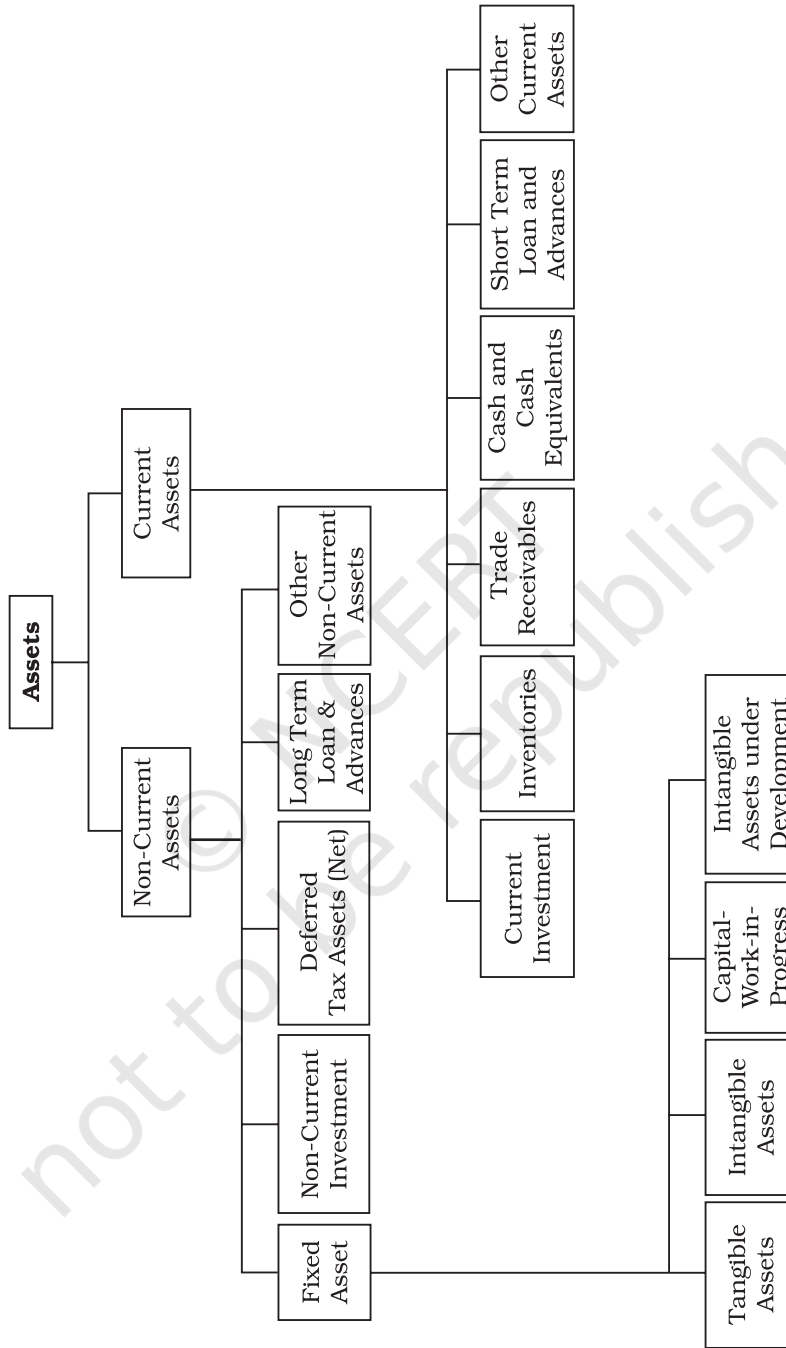 Assets
Non-Current
Assets
Current
Assets
Fixed
Asset
Non-Current
Investment
Deferred
Tax Assets (Net)
Long Term
Loan &
Advances
Other
Non-Current
Assets
Current
Investment
Inventories
Trade
Receivables
Cash and
Cash
Equivalents
Short Term
Loan and
Advances
Other
Current
Assets
Tangible
Assets
Intangible
Assets
Capital-
Work-in-
Progress
Intangible
Assets under
Development
© NCERT
not to be republish